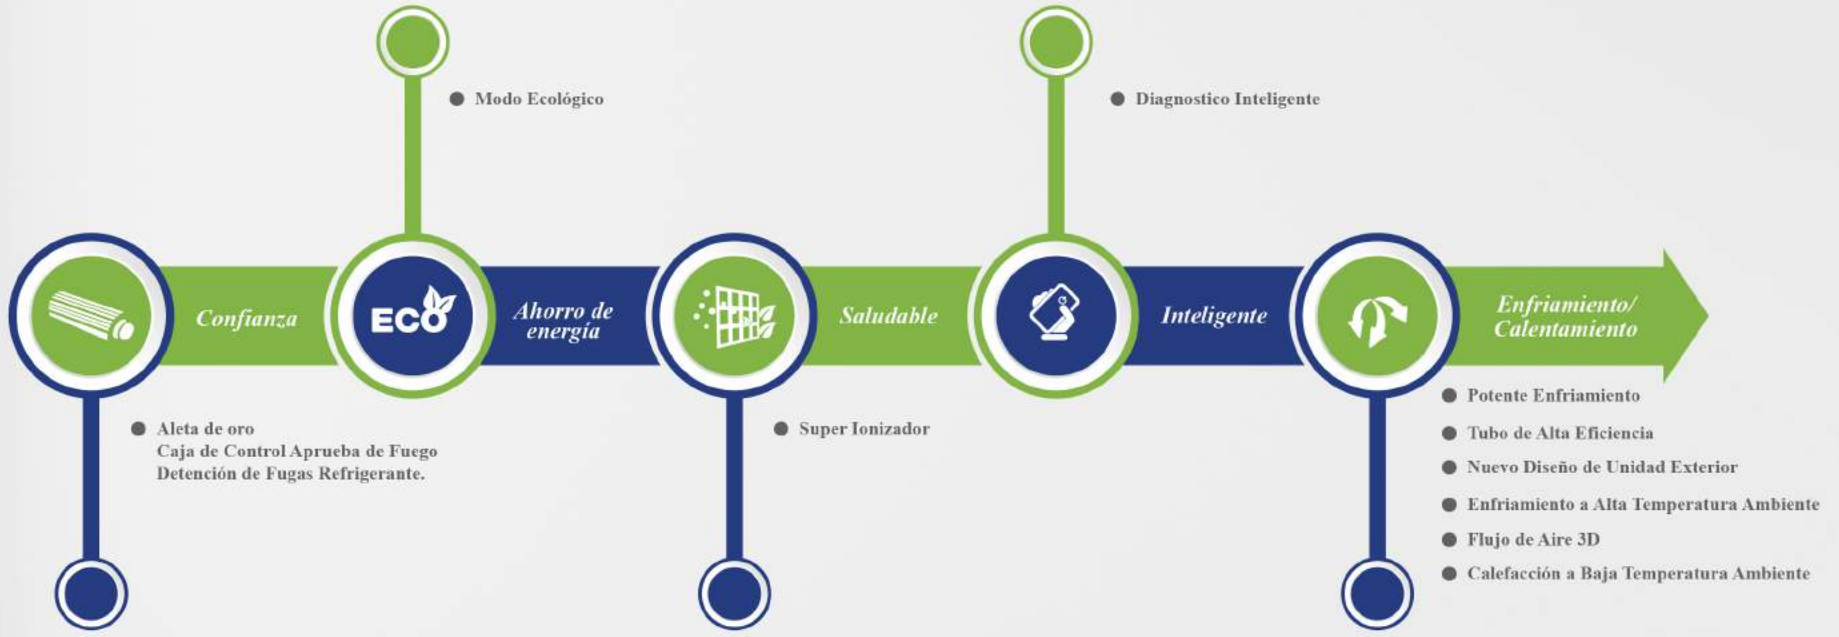 Modo Ecológico
Diagnostico Inteligente
Confianza
ECO
Ahorro de
energía
Saludable
Inteligente
Enfriamiento/
Calentamiento
Aleta de oro
Caja de Control Aprueba de Fuego
Detención de Fugas Refrigerante.
Super Ionizador
Potente Enfriamiento
Tubo de Alta Eficiencia
Nuevo Diseño de Unidad Exterior
Enfriamiento a Alta Temperatura Ambiente
Flujo de Aire 3D
Calefacción a Baja Temperatura Ambiente